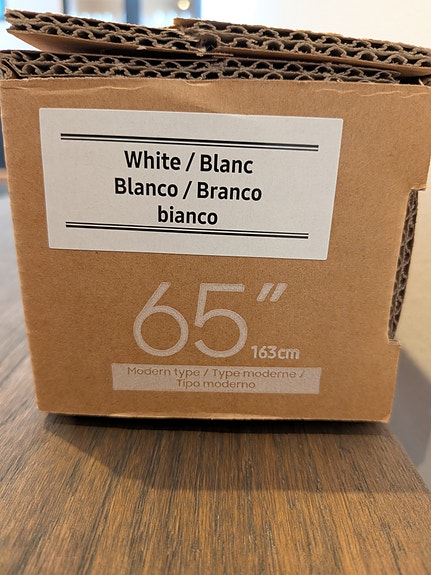 White / Blanc
Blanco / Branco
bianco
65"
163cm
Modern type / Type moderne /
Tipo moderno